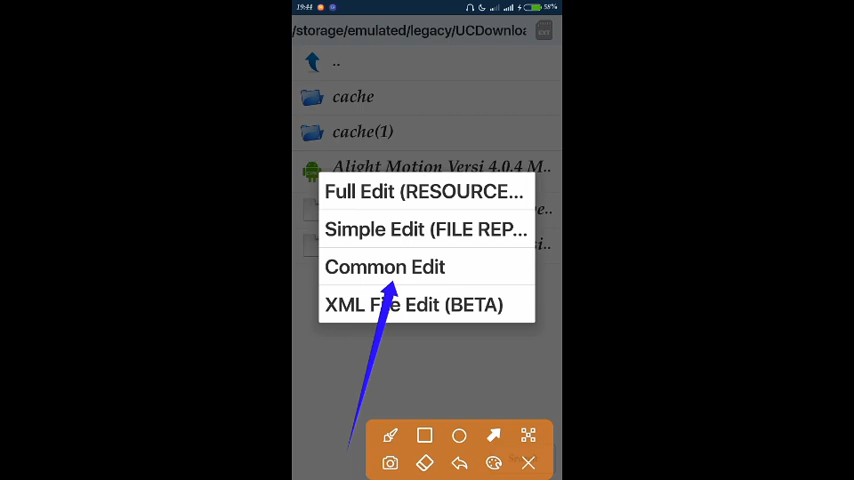 19:44 58%
/storage/emulated/legacy/UCDownloa
EXT
..
cache
cache(1)
Alight Motion Versi 4.0.4 M..
Full Edit (RESOURCE...
Simple Edit (FILE REP...
Common Edit
XML File Edit (BETA)